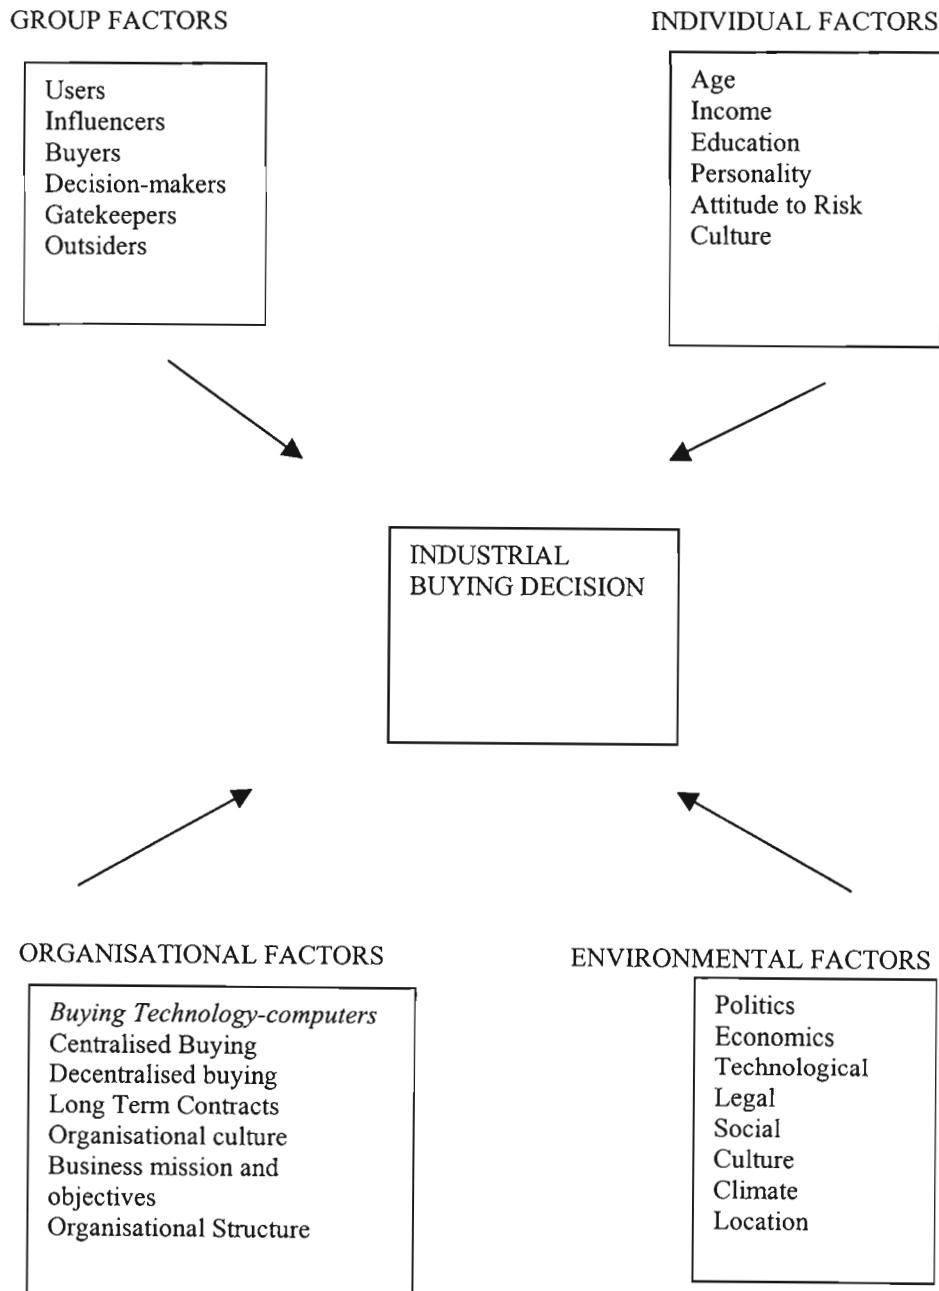 GROUP FACTORS
INDIVIDUAL FACTORS
Users
Influencers
Buyers
Decision-makers
Gatekeepers
Outsiders
Age
Income
Education
Personality
Attitude to Risk
Culture
INDUSTRIAL
BUYING DECISION
ORGANISATIONAL FACTORS
ENVIRONMENTAL FACTORS
Buying Technology-computers
Centralised Buying
Decentralised buying
Long Term Contracts
Organisational culture
Business mission and
objectives
Organisational Structure
Politics
Economics
Technological
Legal
Social
Culture
Climate
Location